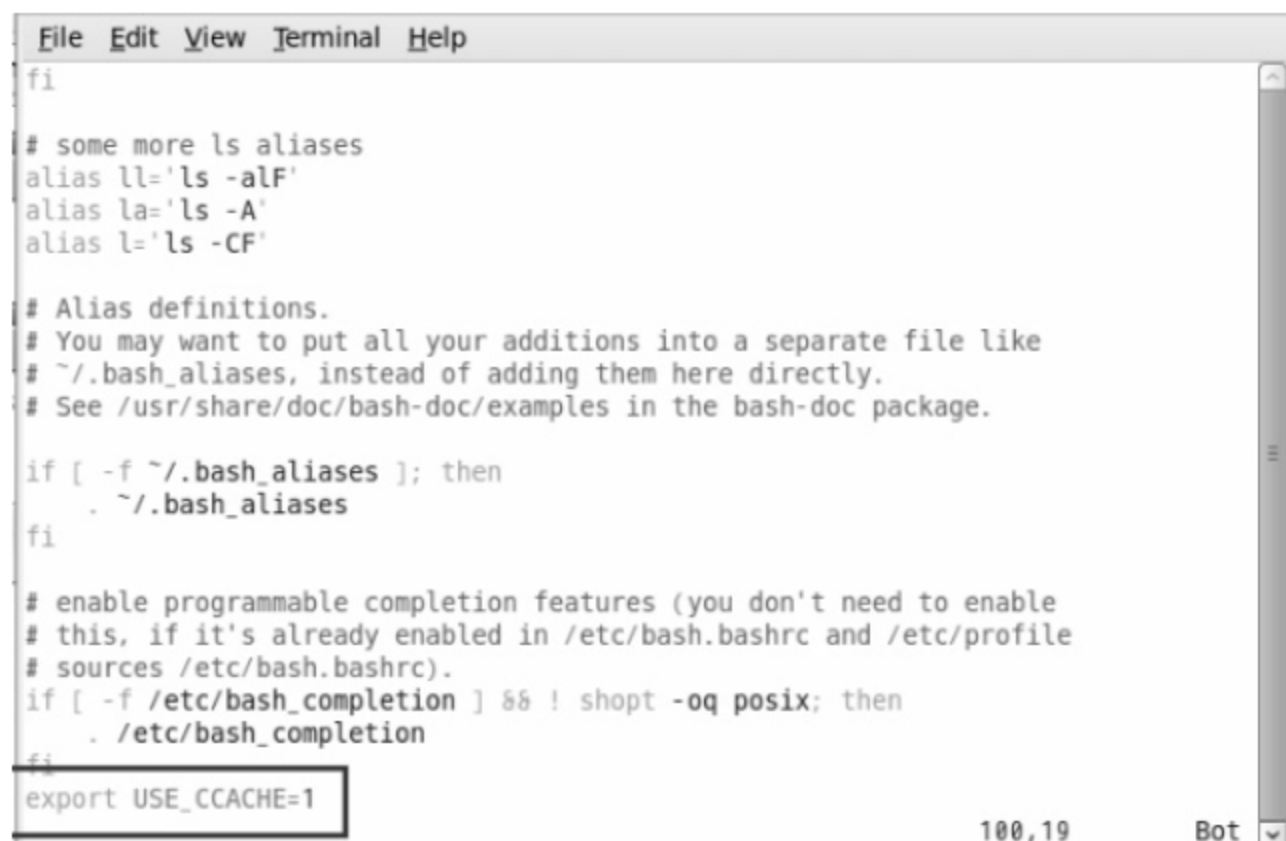 File Edit View Terminal Help
fi
# some more ls aliases
alias ll='ls -alF'
alias la='ls -A'
alias l='ls -CF'
# Alias definitions.
# You may want to put all your additions into a separate file like
# ~/.bash_aliases, instead of adding them here directly.
# See /usr/share/doc/bash-doc/examples in the bash-doc package.
if [ -f ~/.bash_aliases ]; then
    . ~/.bash_aliases
fi
# enable programmable completion features (you don't need to enable
# this, if it's already enabled in /etc/bash.bashrc and /etc/profile
# sources /etc/bash.bashrc).
if [ -f /etc/bash_completion ] && ! shopt -oq posix; then
    . /etc/bash_completion
fi
export USE_CCACHE=1
100,19 Bot